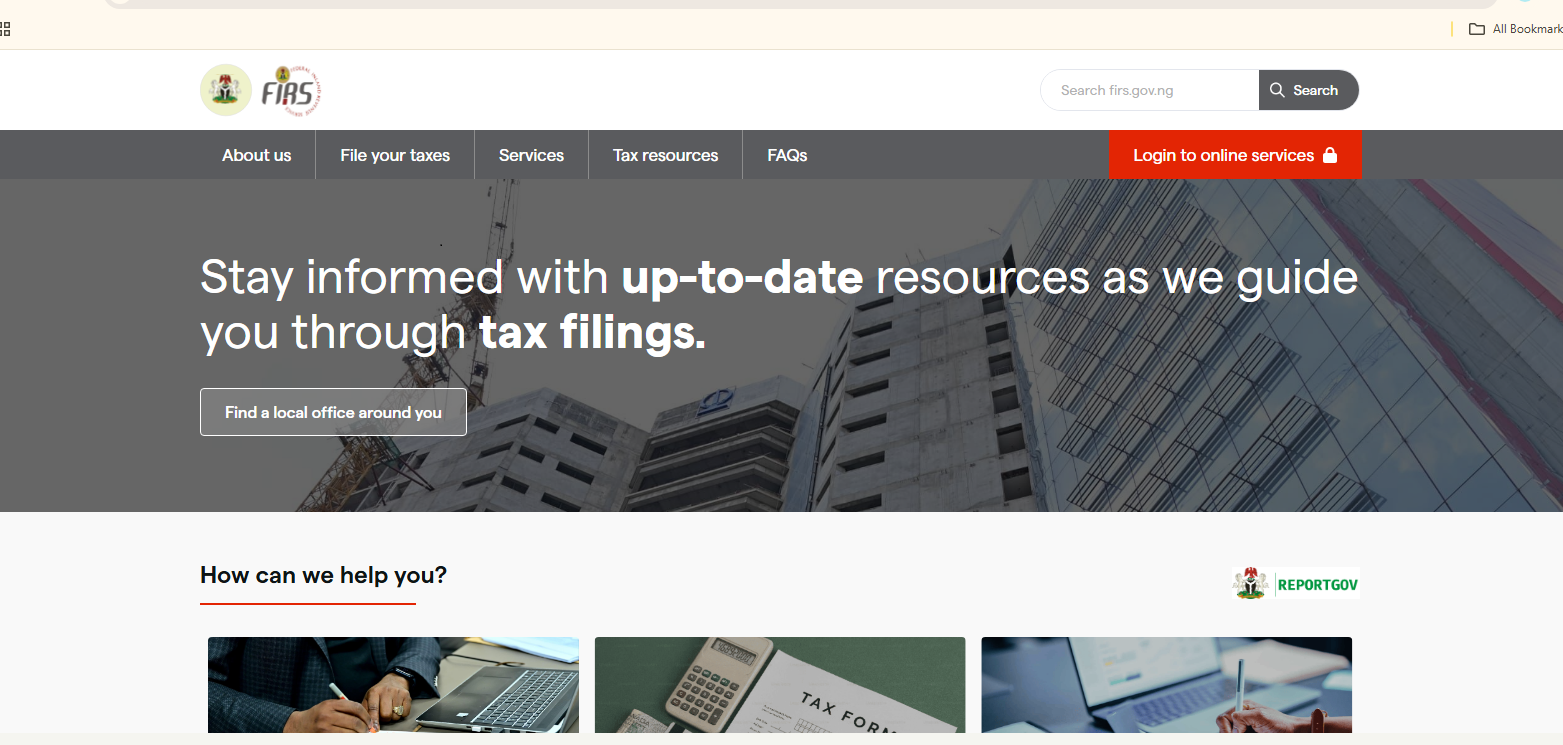 All Bookmark
FIRS
Search firs.gov.ng
Search
About us
File your taxes
Services
Tax resources
FAQs
Login to online services
Stay informed with up-to-date resources as we guide
you through tax filings.
Find a local office around you
How can we help you?
REPORTGOV
TAX FORM